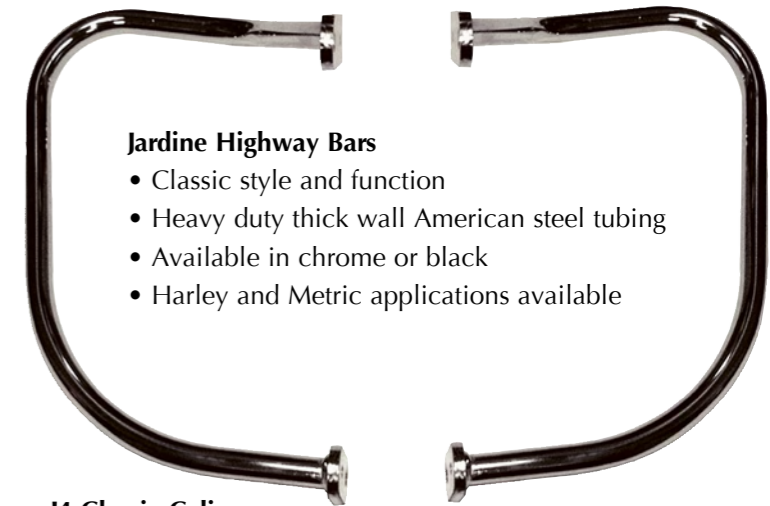 Jardine Highway Bars
• Classic style and function
• Heavy duty thick wall American steel tubing
• Available in chrome or black
• Harley and Metric applications available